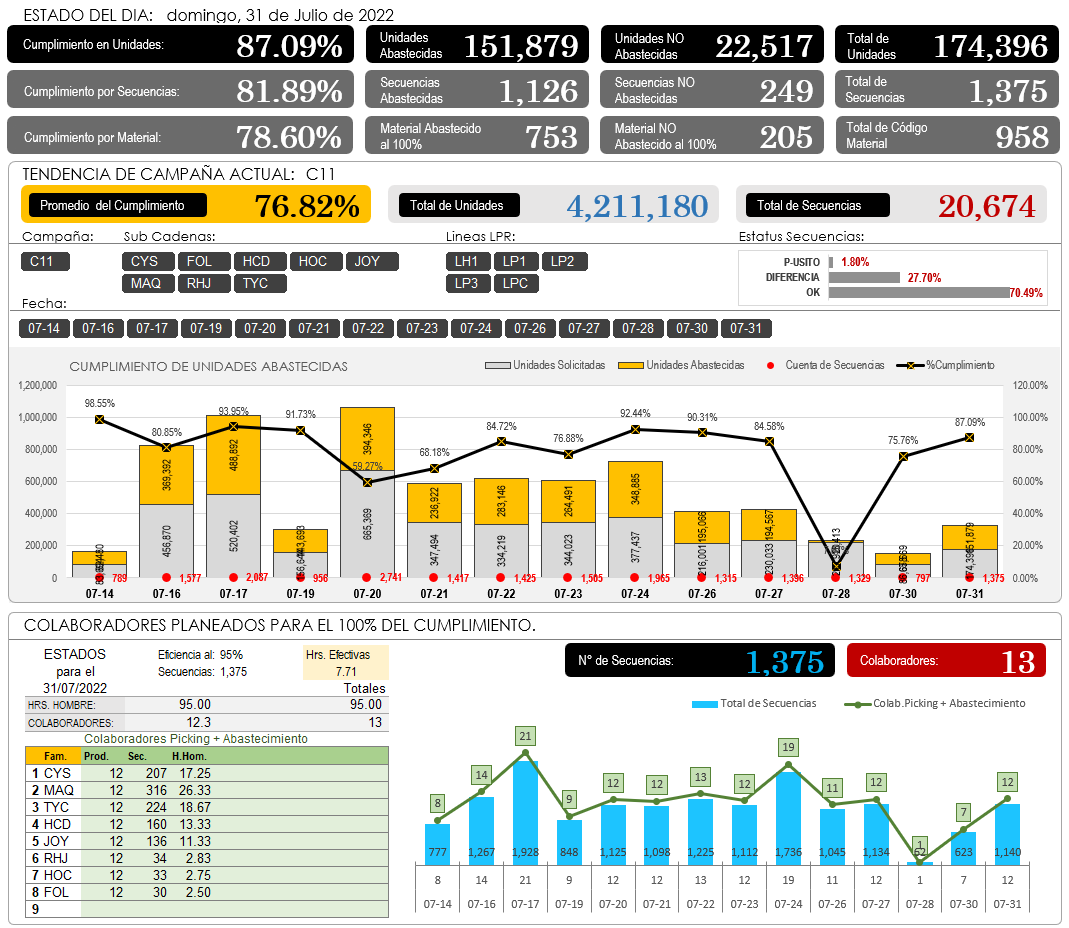 ESTADO DEL DIA: domingo, 31 de Julio de 2022
Cumplimiento en Unidades: 87.09%
Unidades Abastecidas 151,879
Unidades NO Abastecidas 22,517
Total de Unidades 174,396
Cumplimiento por Secuencias: 81.89%
Secuencias Abastecidas 1,126
Secuencias NO Abastecidas 249
Total de Secuencias 1,375
Cumplimiento por Material: 78.60%
Material Abastecido al 100% 753
Material NO Abastecido al 100% 205
Total de Código Material 958
TENDENCIA DE CAMPAÑA ACTUAL: C11
Promedio del Cumplimiento 76.82%
Total de Unidades 4,211,180
Total de Secuencias 20,674
Campaña: Sub Cadenas: Lineas LPR: Estatus Secuencias:
C11 CYS FOL HCD HOC JOY LH1 LP1 LP2
MAQ RHJ TYC LP3 LPC
P-USITO 1.80%
DIFERENCIA 27.70%
OK 70.49%
Fecha:
07-14 07-16 07-17 07-19 07-20 07-21 07-22 07-23 07-24 07-26 07-27 07-28 07-30 07-31
CUMPLIMIENTO DE UNIDADES ABASTECIDAS
Unidades Solicitadas Unidades Abastecidas Cuenta de Secuencias %Cumplimiento
1,200,000 120.00%
1,000,000 100.00%
800,000 80.00%
600,000 60.00%
400,000 40.00%
200,000 20.00%
0 0.00%
98.55% 80.85% 93.95% 91.73% 59.27% 68.18% 84.72% 76.88% 92.44% 90.31% 84.58% 75.76% 87.09%
369,392 488,892 143,693 394,346 236,922 283,146 264,491 348,885 195,066 194,567 151,879
456,870 520,402 156,644 665,369 347,494 334,219 344,023 377,437 216,001 230,033 174,396
789 1,577 2,087 956 2,741 1,417 1,425 1,505 1,965 1,315 1,396 1,329 797 1,375
07-14 07-16 07-17 07-19 07-20 07-21 07-22 07-23 07-24 07-26 07-27 07-28 07-30 07-31
COLABORADORES PLANEADOS PARA EL 100% DEL CUMPLIMIENTO.
ESTADOS para el 31/07/2022
Eficiencia al: 95%
Secuencias: 1,375
Hrs. Efectivas
7.71
Totales
HRS. HOMBRE: 95.00 95.00
COLABORADORES: 12.3 13
Colaboradores Picking + Abastecimiento
Fam. Prod. Sec. H.Hom.
1 CYS 12 207 17.25
2 MAQ 12 316 26.33
3 TYC 12 224 18.67
4 HCD 12 160 13.33
5 JOY 12 136 11.33
6 RHJ 12 34 2.83
7 HOC 12 33 2.75
8 FOL 12 30 2.50
9
N° de Secuencias: 1,375
Colaboradores: 13
Total de Secuencias Colab.Picking + Abastecimiento
8 14 21 9 12 12 13 12 19 11 12 1 7 12
777 1,267 1,928 848 1,125 1,098 1,225 1,112 1,736 1,045 1,134 62 623 1,140
8 14 21 9 12 12 13 12 19 11 12 1 7 12
07-14 07-16 07-17 07-19 07-20 07-21 07-22 07-23 07-24 07-26 07-27 07-28 07-30 07-31